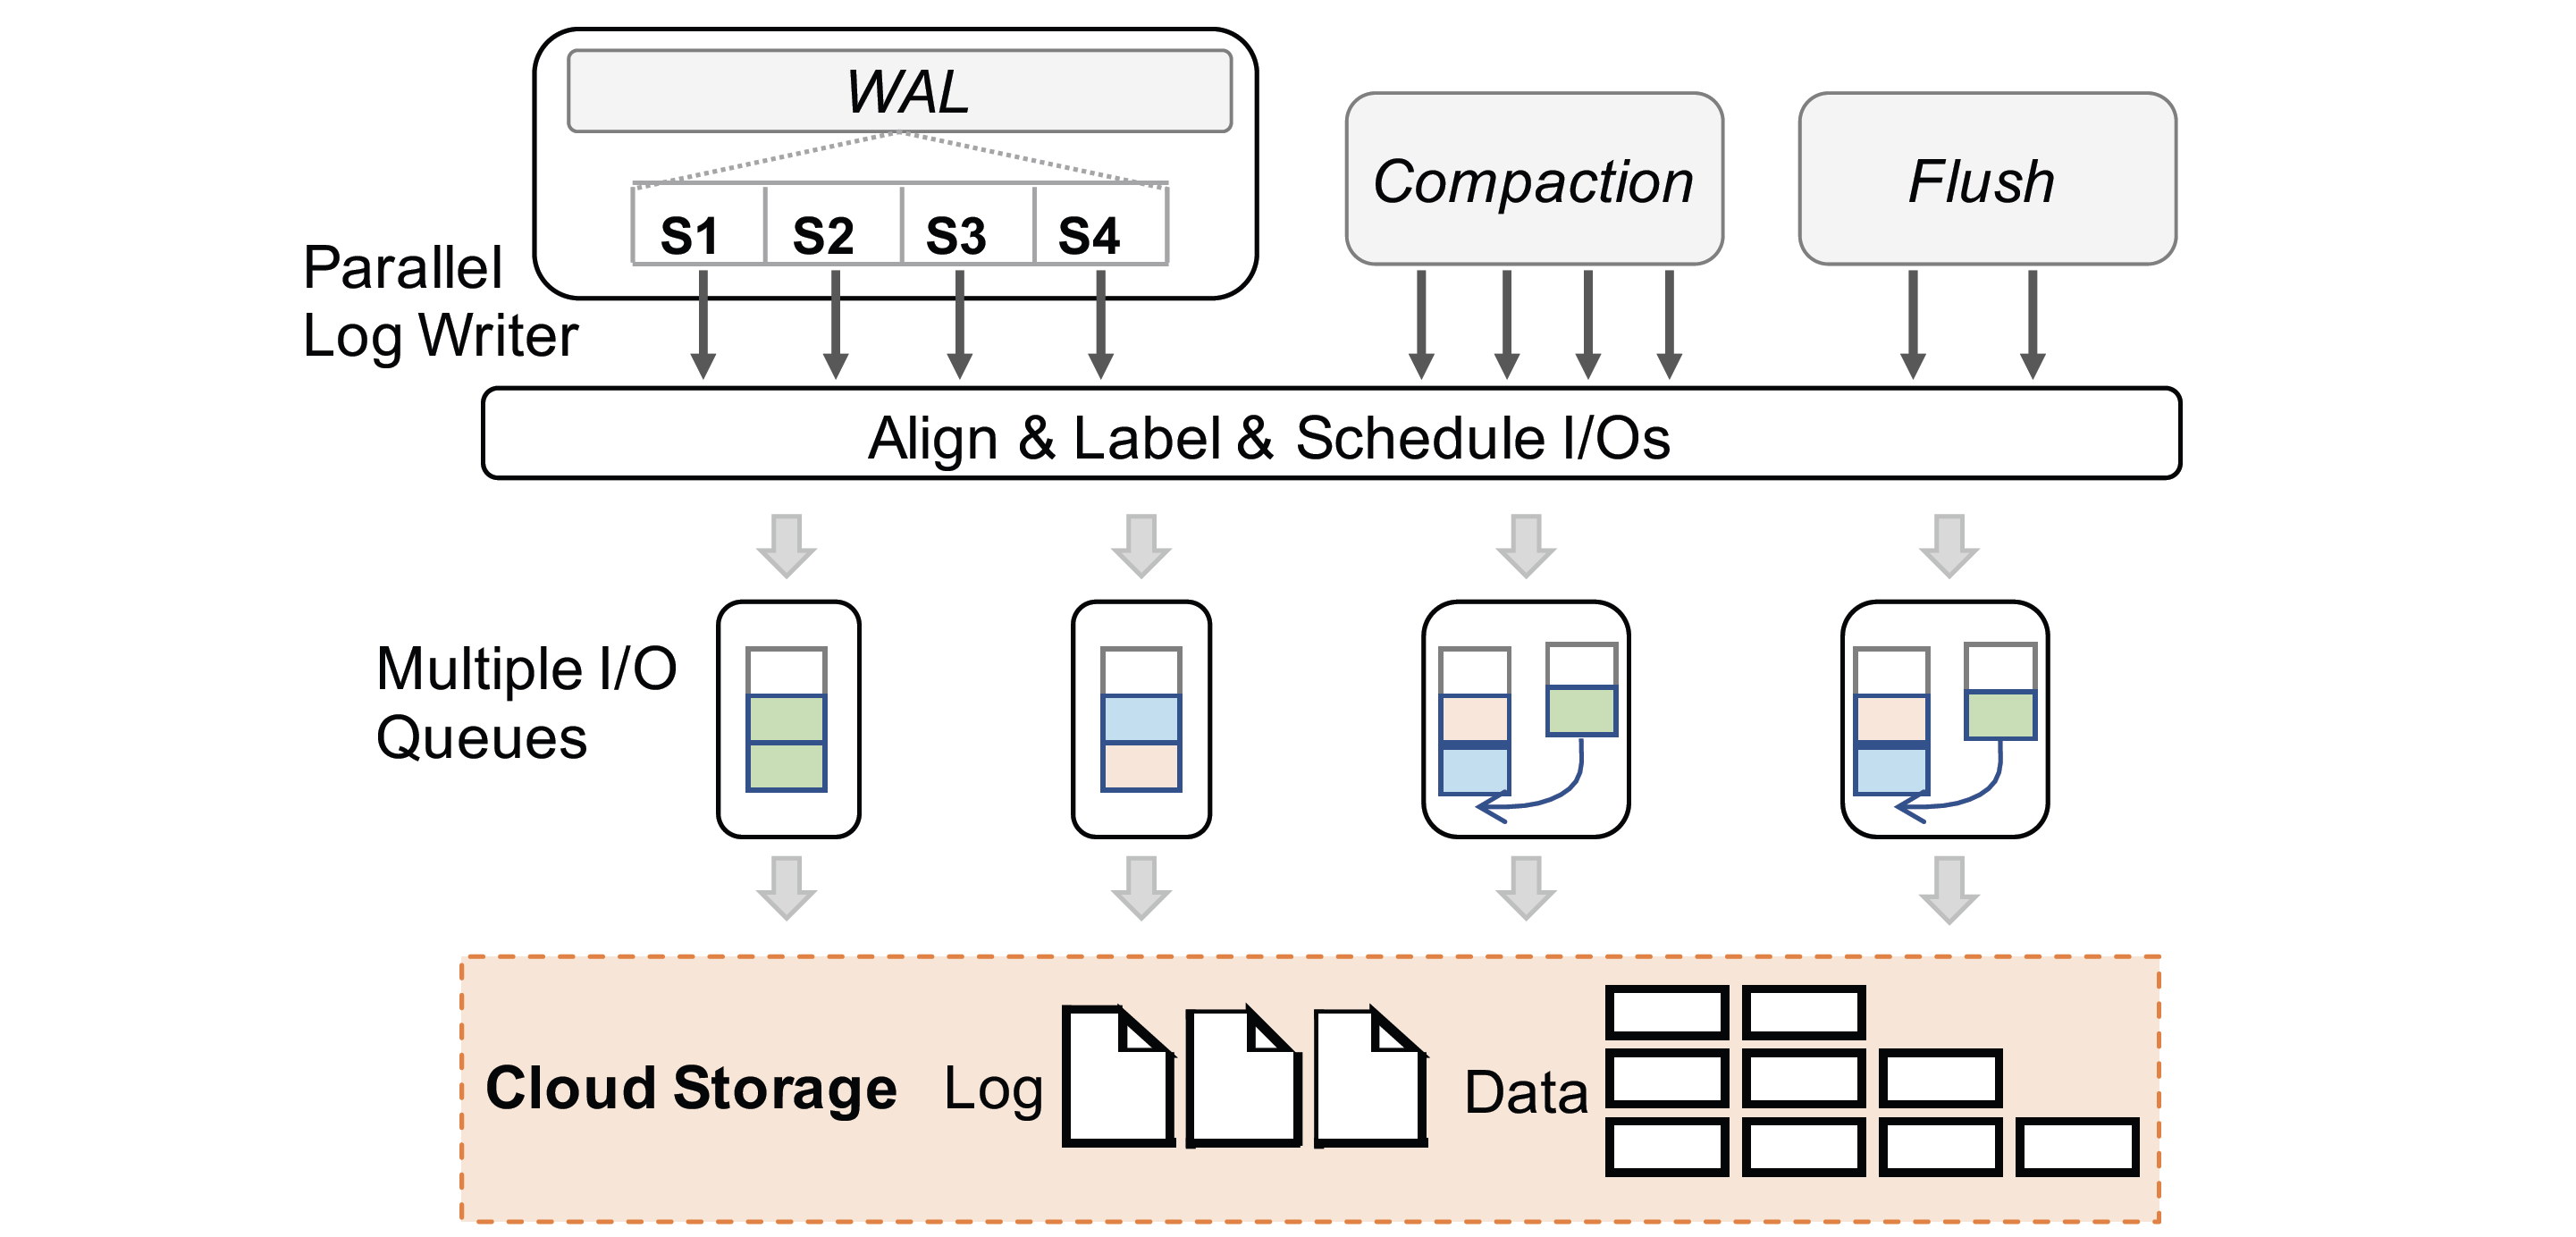 WAL
S1 S2 S3 S4
Compaction
Flush
Parallel
Log Writer
Align & Label & Schedule I/Os
Multiple I/O
Queues
Cloud Storage
Log
Data